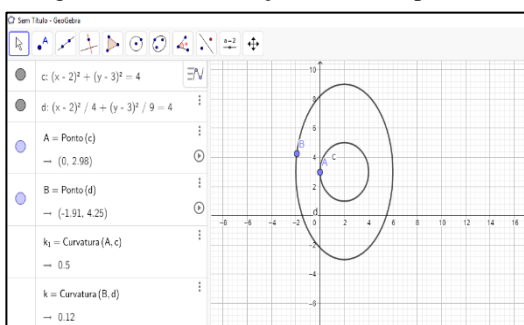 Sem Título - GeoGebra
A
a=2
c: (x - 2)² + (y - 3)² = 4
d: (x - 2)² / 4 + (y - 3)² / 9 = 4
A = Ponto (c)
→ (0, 2.98)
B = Ponto (d)
→ (-1.91, 4.25)
k₁ = Curvatura (A, c)
→ 0.5
k = Curvatura (B, d)
→ 0.12
10
8
6
B
4
A
c
2
d
-8 -6 -4 -2 0 2 4 6 8 10 12 14 16
-2
-4
-6